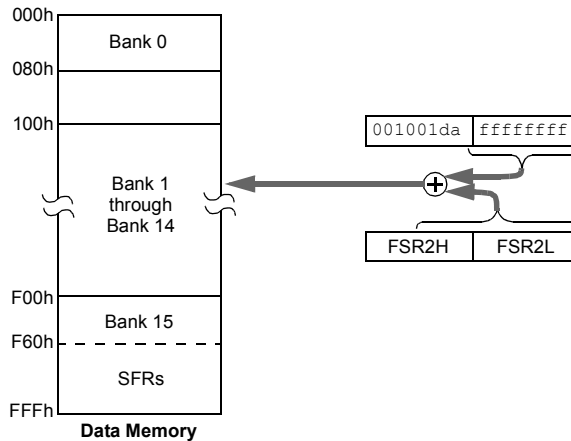 000h
Bank 0
080h
100h
001001da ffffffff
Bank 1
through
Bank 14
FSR2H FSR2L
F00h
Bank 15
F60h
SFRs
FFFh
Data Memory